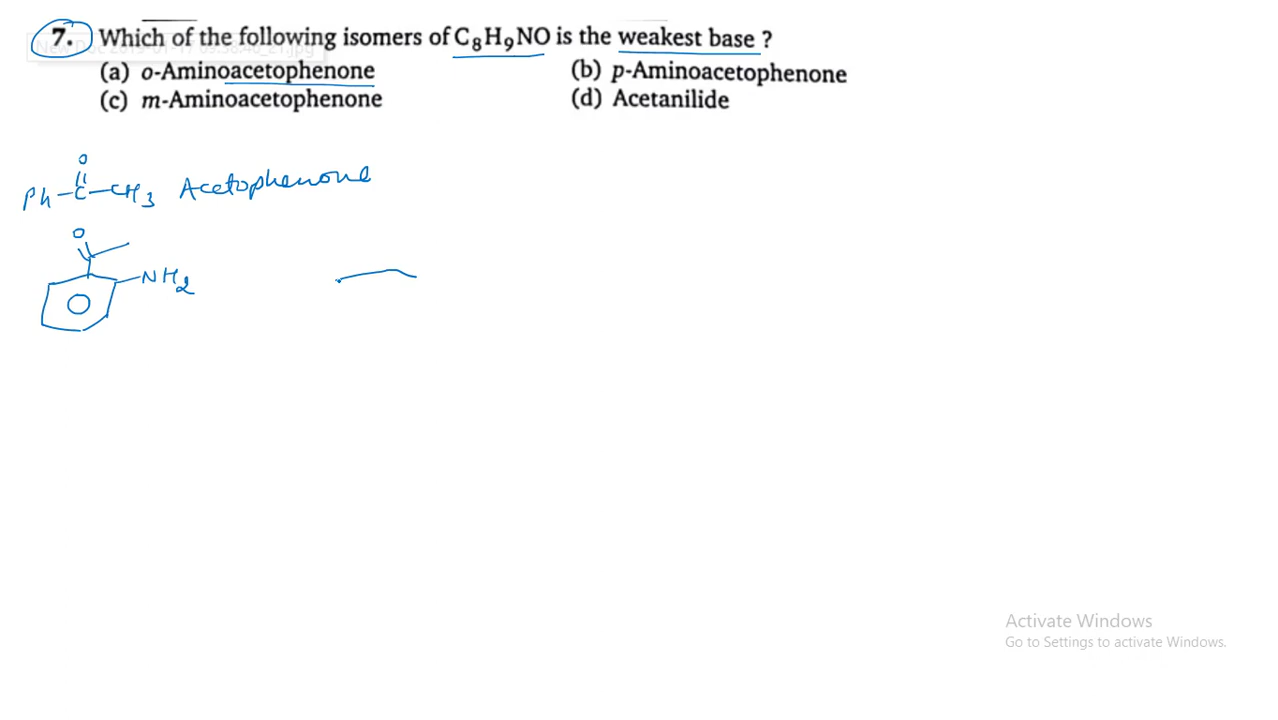 7. Which of the following isomers of C₈H₉NO is the weakest base ?
(a) o-Aminoacetophenone (b) p-Aminoacetophenone
(c) m-Aminoacetophenone (d) Acetanilide
O
Ph-C-CH3 Acetophenone
O
NH2
Activate Windows
Go to Settings to activate Windows.